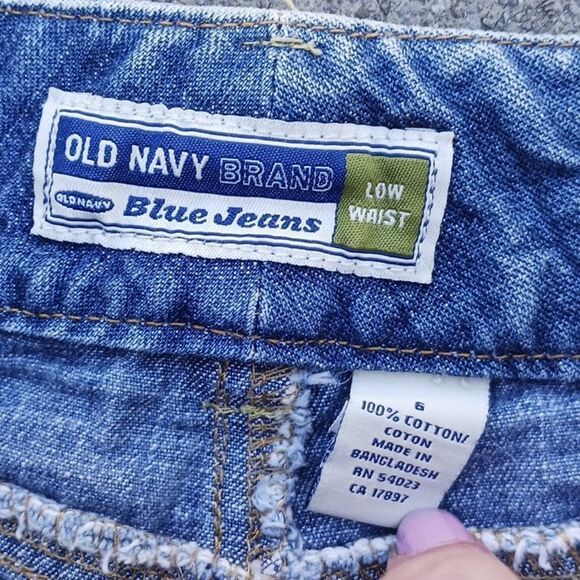 OLD NAVY BRAND
OLD NAVY Blue Jeans
LOW
WAIST
6
100% COTTON/
COTON
MADE IN
BANGLADESH
RN 54023
CA 17897